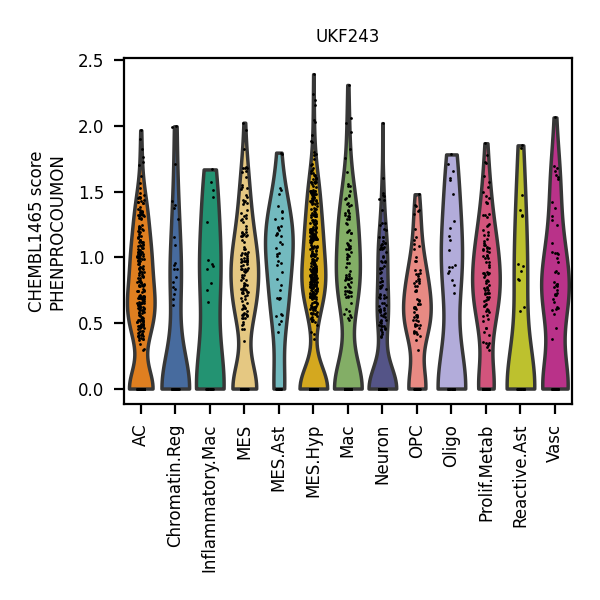 UKF243
CHEMBL1465 score
PHENPROCOUMON
2.5
2.0
1.5
1.0
0.5
0.0
AC
Chromatin.Reg
Inflammatory.Mac
MES
MES.Ast
MES.Hyp
Mac
Neuron
OPC
Oligo
Prolif.Metab
Reactive.Ast
Vasc